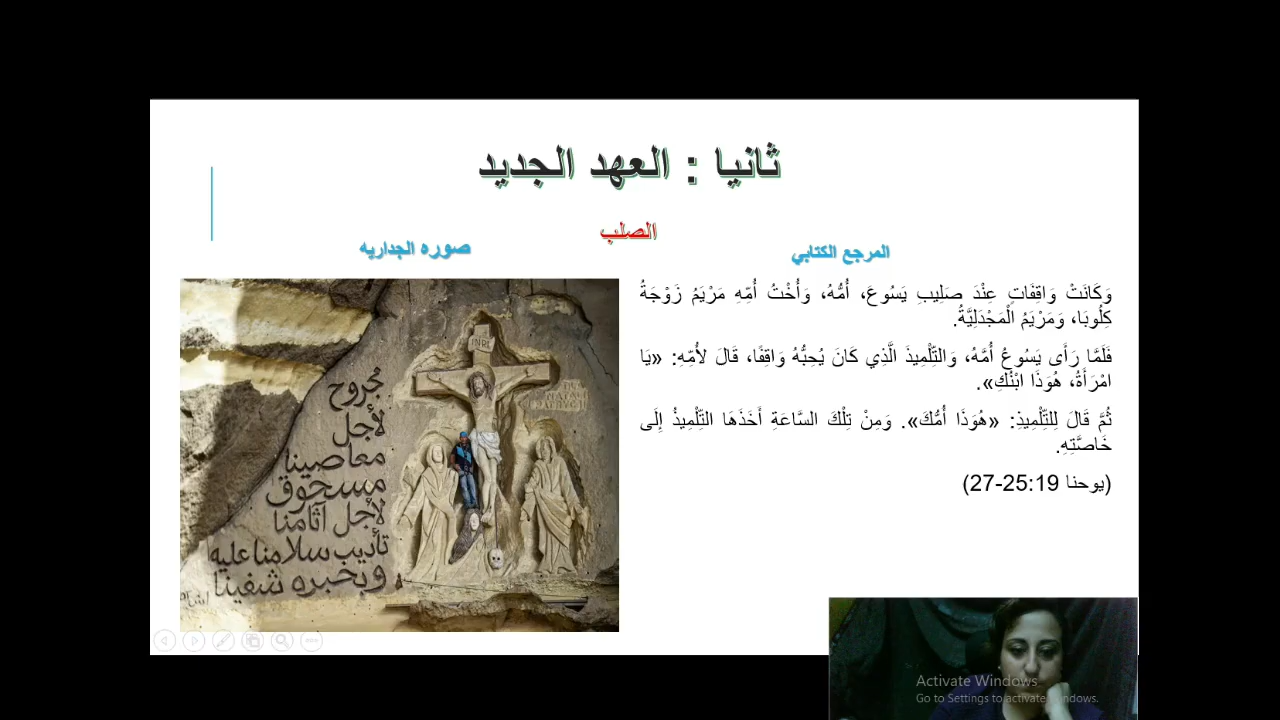 ثانيا : العهد الجديد
الصلب
المرجع الكتابي
صوره الجداريه
وَكَانَتْ وَاقِفَاتٍ عِنْدَ صَلِيبِ يَسُوعَ، أُمُّهُ، وَأُخْتُ أُمِّهِ مَرْيَمُ زَوْجَةُ
كِلُوبَا، وَمَرْيَمُ الْمَجْدَلِيَّةُ.
فَلَمَّا رَأَى يَسُوعُ أُمَّهُ، وَالتِّلْمِيذَ الَّذِي كَانَ يُحِبُّهُ وَاقِفًا، قَالَ لأُمِّهِ: «يَا
امْرَأَةُ، هُوَذَا ابْنُكِ».
ثُمَّ قَالَ لِلتِّلْمِيذِ: «هُوَذَا أُمُّكَ». وَمِنْ تِلْكَ السَّاعَةِ أَخَذَهَا التِّلْمِيذُ إِلَى
خَاصَّتِهِ.
(يوحنا 25:19-27)
مجروح
لأجل
معاصينا
مسحوق
لأجل آثامنا
تأديب سلامنا عليه
وبحبره شفينا
INRI
Activate Windows
Go to Settings to activate Windows.